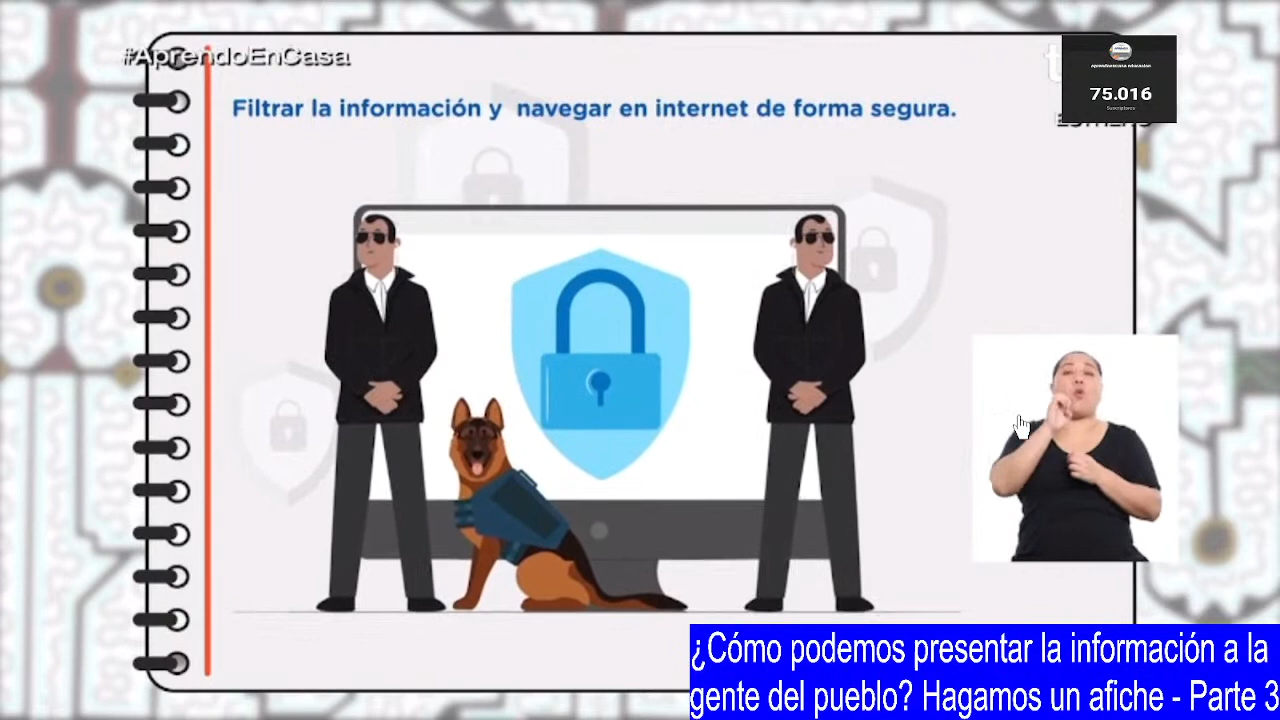 #AprendoEnCasa
75.016
Suscriptores
Filtrar la información y navegar en internet de forma segura.
¿Cómo podemos presentar la información a la
gente del pueblo? Hagamos un afiche - Parte 3